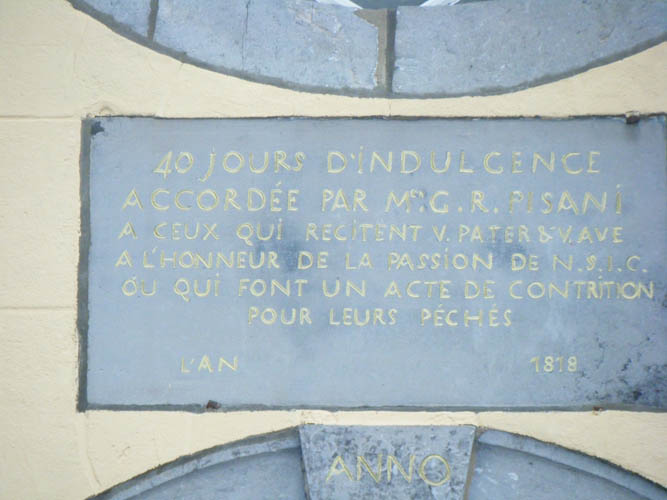 40 JOURS D'INDULGENCE
ACCORDÉE PAR MGR G. R. PISANI
A CEUX QUI RECITENT V. PATER & V. AVE
A L'HONNEUR DE LA PASSION DE N.S.I.C.
OU QUI FONT UN ACTE DE CONTRITION
POUR LEURS PÉCHÉS
L'AN 1818
ANNO